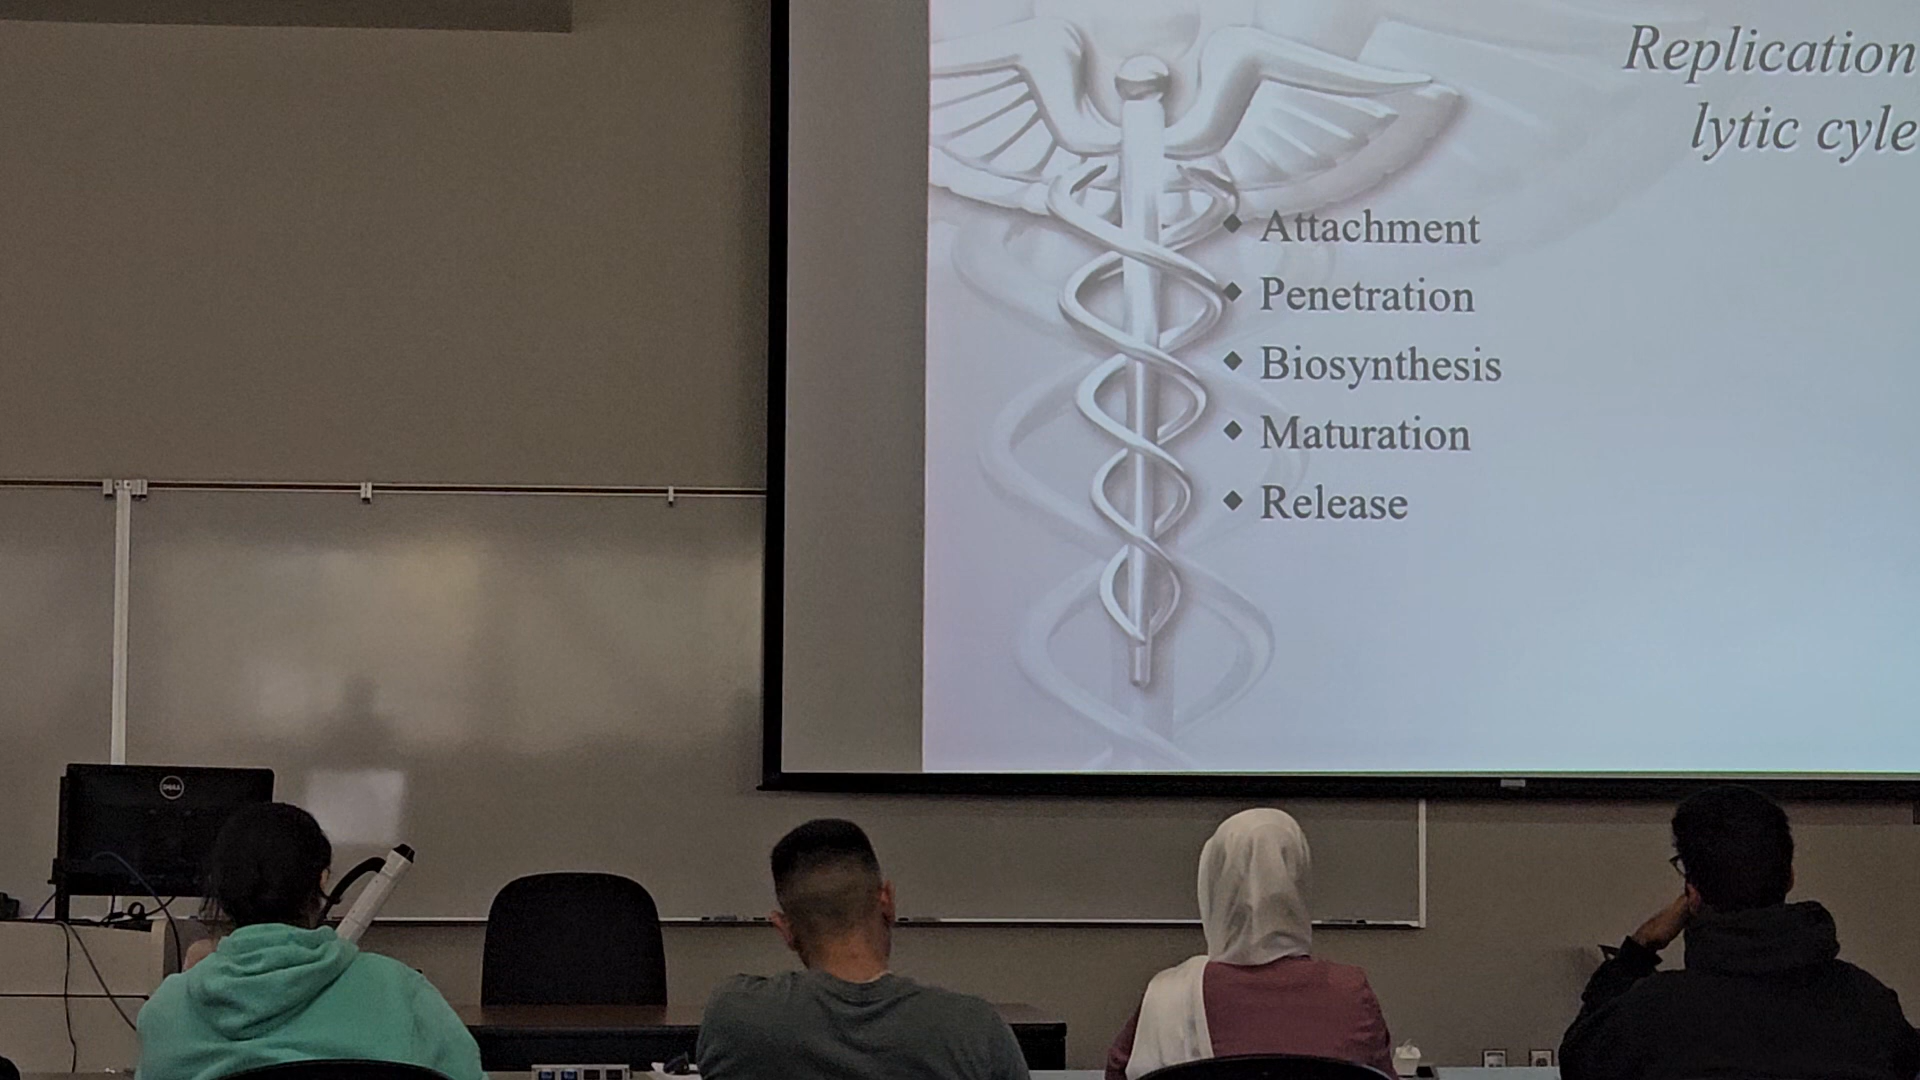 Replication
lytic cyle
Attachment
Penetration
Biosynthesis
Maturation
Release
DELL